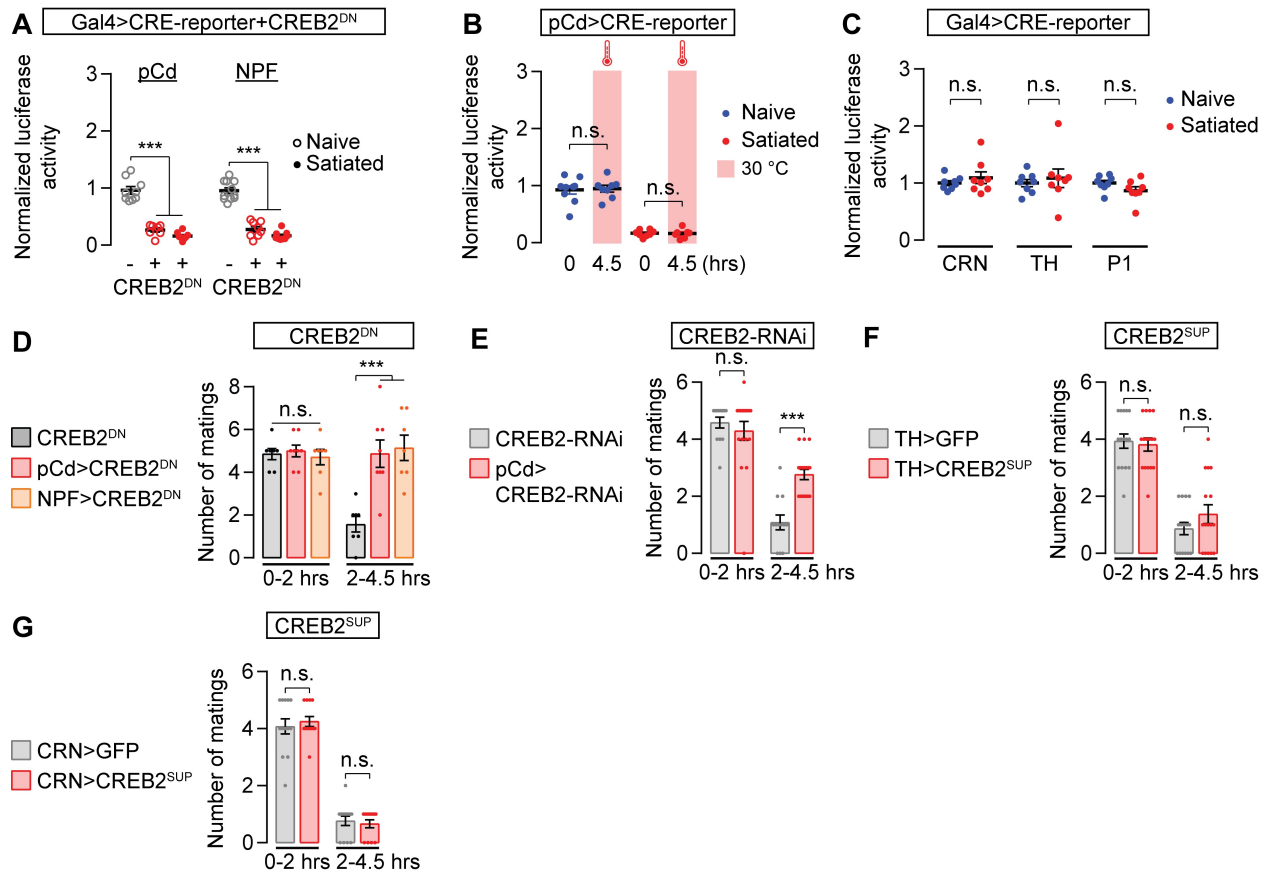 A
Gal4>CRE-reporter+CREB2DN
pCd
NPF
Normalized luciferase
activity
3
2
1
0
***
***
Naive
Satiated
- + +
- + +
CREB2DN
CREB2DN
B
pCd>CRE-reporter
Normalized luciferase
activity
3
2
1
0
n.s.
n.s.
Naive
Satiated
30 °C
0 4.5 0 4.5 (hrs)
C
Gal4>CRE-reporter
Normalized luciferase
activity
3
2
1
0
n.s.
n.s.
n.s.
Naive
Satiated
CRN
TH
P1
D
CREB2DN
CREB2DN
pCd>CREB2DN
NPF>CREB2DN
Number of matings
8
6
4
2
0
n.s.
***
0-2 hrs
2-4.5 hrs
E
CREB2-RNAi
CREB2-RNAi
pCd>
CREB2-RNAi
Number of matings
6
4
2
0
n.s.
***
0-2 hrs
2-4.5 hrs
F
CREB2SUP
TH>GFP
TH>CREB2SUP
Number of matings
6
4
2
0
n.s.
n.s.
0-2 hrs
2-4.5 hrs
G
CREB2SUP
CRN>GFP
CRN>CREB2SUP
Number of matings
6
4
2
0
n.s.
n.s.
0-2 hrs
2-4.5 hrs